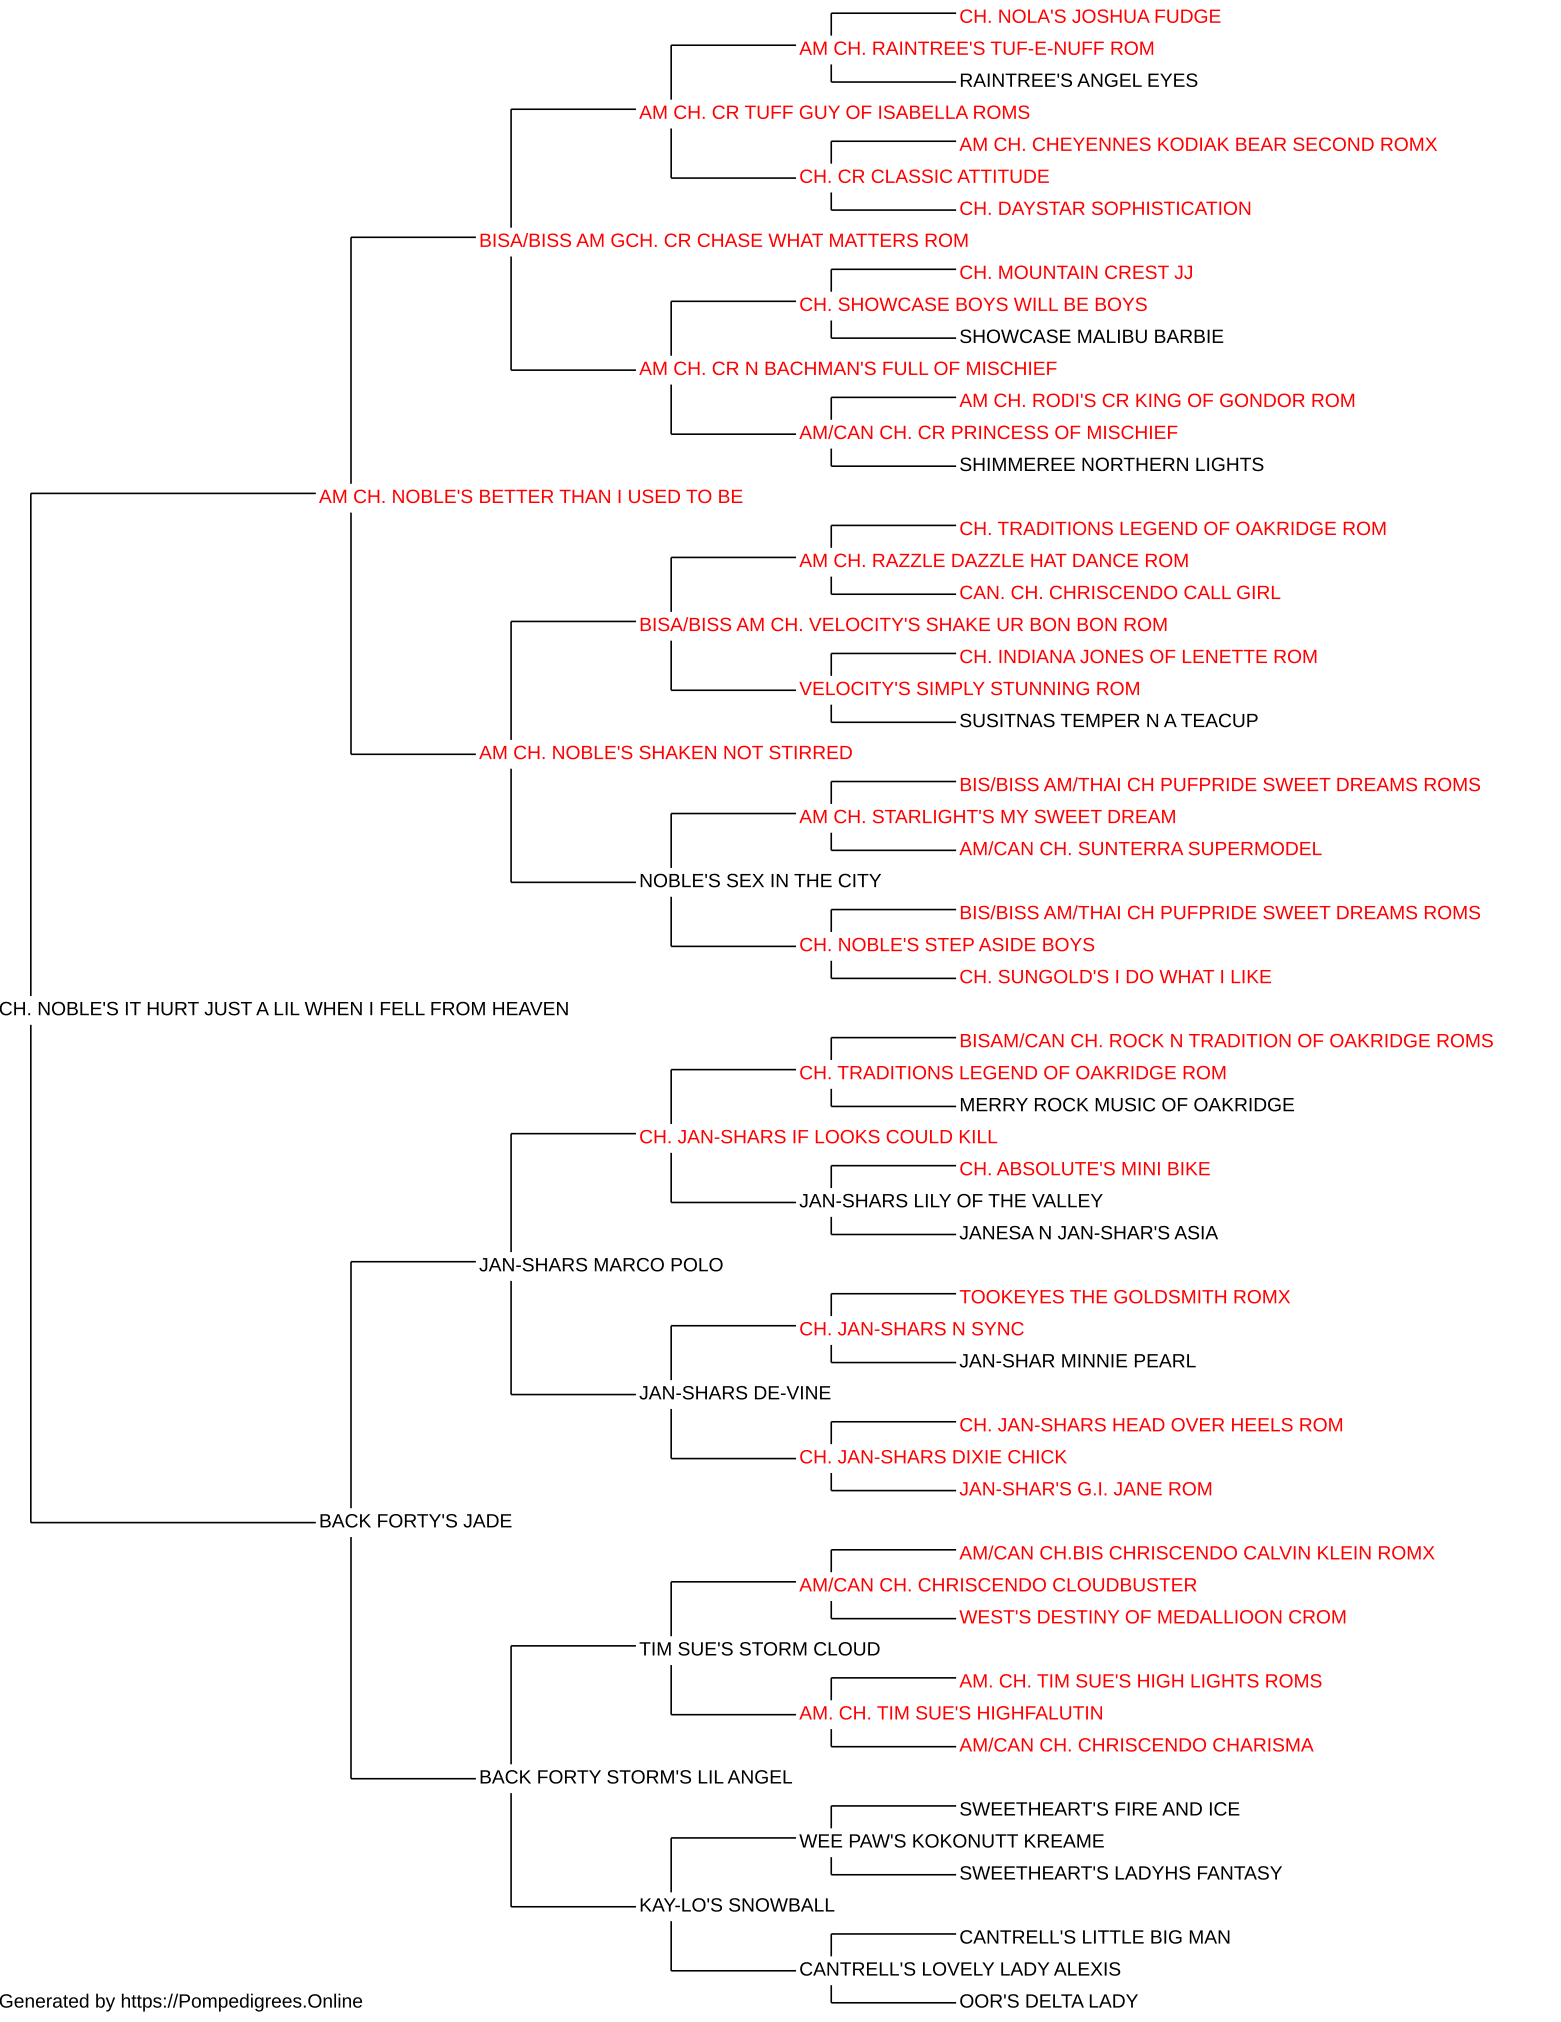 CH. NOLA'S JOSHUA FUDGE
AM CH. RAINTREE'S TUF-E-NUFF ROM
RAINTREE'S ANGEL EYES
AM CH. CR TUFF GUY OF ISABELLA ROMS
AM CH. CHEYENNES KODIAK BEAR SECOND ROMX
CH. CR CLASSIC ATTITUDE
CH. DAYSTAR SOPHISTICATION
BISA/BISS AM GCH. CR CHASE WHAT MATTERS ROM
CH. MOUNTAIN CREST JJ
CH. SHOWCASE BOYS WILL BE BOYS
SHOWCASE MALIBU BARBIE
AM CH. CR N BACHMAN'S FULL OF MISCHIEF
AM CH. RODI'S CR KING OF GONDOR ROM
AM/CAN CH. CR PRINCESS OF MISCHIEF
SHIMMEREE NORTHERN LIGHTS
AM CH. NOBLE'S BETTER THAN I USED TO BE
CH. TRADITIONS LEGEND OF OAKRIDGE ROM
AM CH. RAZZLE DAZZLE HAT DANCE ROM
CAN. CH. CHRISCENDO CALL GIRL
BISA/BISS AM CH. VELOCITY'S SHAKE UR BON BON ROM
CH. INDIANA JONES OF LENETTE ROM
VELOCITY'S SIMPLY STUNNING ROM
SUSITNAS TEMPER N A TEACUP
AM CH. NOBLE'S SHAKEN NOT STIRRED
BIS/BISS AM/THAI CH PUFPRIDE SWEET DREAMS ROMS
AM CH. STARLIGHT'S MY SWEET DREAM
AM/CAN CH. SUNTERRA SUPERMODEL
NOBLE'S SEX IN THE CITY
BIS/BISS AM/THAI CH PUFPRIDE SWEET DREAMS ROMS
CH. NOBLE'S STEP ASIDE BOYS
CH. SUNGOLD'S I DO WHAT I LIKE
CH. NOBLE'S IT HURT JUST A LIL WHEN I FELL FROM HEAVEN
BISAM/CAN CH. ROCK N TRADITION OF OAKRIDGE ROMS
CH. TRADITIONS LEGEND OF OAKRIDGE ROM
MERRY ROCK MUSIC OF OAKRIDGE
CH. JAN-SHARS IF LOOKS COULD KILL
CH. ABSOLUTE'S MINI BIKE
JAN-SHARS LILY OF THE VALLEY
JANESA N JAN-SHAR'S ASIA
JAN-SHARS MARCO POLO
TOOKEYES THE GOLDSMITH ROMX
CH. JAN-SHARS N SYNC
JAN-SHAR MINNIE PEARL
JAN-SHARS DE-VINE
CH. JAN-SHARS HEAD OVER HEELS ROM
CH. JAN-SHARS DIXIE CHICK
JAN-SHAR'S G.I. JANE ROM
BACK FORTY'S JADE
AM/CAN CH.BIS CHRISCENDO CALVIN KLEIN ROMX
AM/CAN CH. CHRISCENDO CLOUDBUSTER
WEST'S DESTINY OF MEDALLIOON CROM
TIM SUE'S STORM CLOUD
AM. CH. TIM SUE'S HIGH LIGHTS ROMS
AM. CH. TIM SUE'S HIGHFALUTIN
AM/CAN CH. CHRISCENDO CHARISMA
BACK FORTY STORM'S LIL ANGEL
SWEETHEART'S FIRE AND ICE
WEE PAW'S KOKONUTT KREAME
SWEETHEART'S LADYHS FANTASY
KAY-LO'S SNOWBALL
CANTRELL'S LITTLE BIG MAN
CANTRELL'S LOVELY LADY ALEXIS
OOR'S DELTA LADY
Generated by https://Pompedigrees.Online